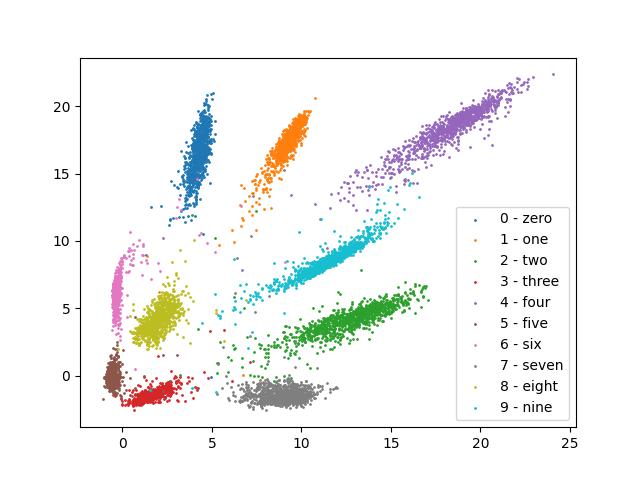 20
15
10
5
0
0
5
10
15
20
25
0 - zero
1 - one
2 - two
3 - three
4 - four
5 - five
6 - six
7 - seven
8 - eight
9 - nine